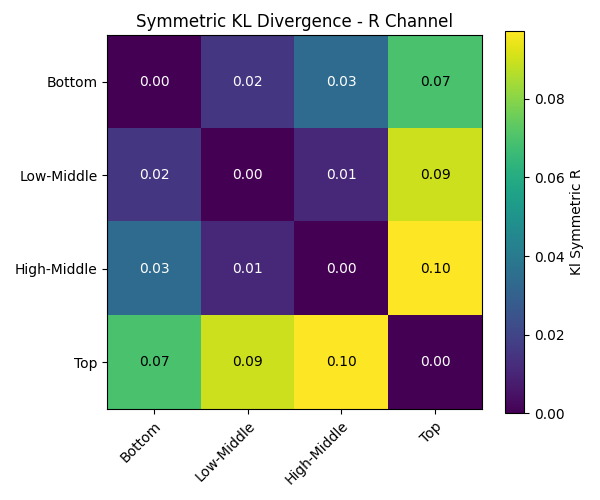 Symmetric KL Divergence - R Channel
Bottom 0.00 0.02 0.03 0.07
Low-Middle 0.02 0.00 0.01 0.09
High-Middle 0.03 0.01 0.00 0.10
Top 0.07 0.09 0.10 0.00
Bottom Low-Middle High-Middle Top
0.08
0.06
0.04
0.02
0.00
Kl Symmetric R